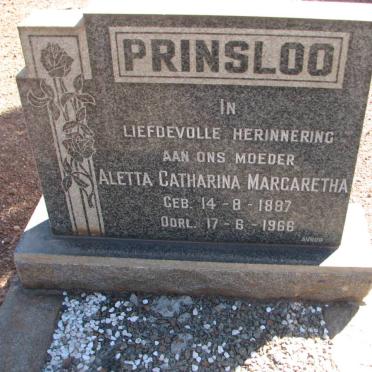 PRINSLOO
IN
LIEFDEVOLLE HERINNERING
AAN ONS MOEDER
ALETTA CATHARINA MARGARETHA
GEB. 14-8-1887
OORL. 17-6-1966